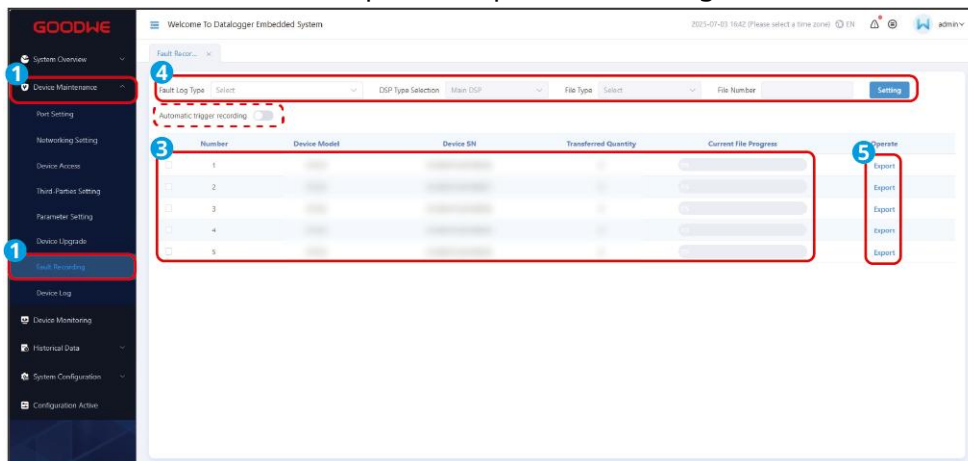 GOODWE
Welcome To Datalogger Embedded System
2025-07-03 1642 (Please select a time zone)
EN
admin
System Overview
Fault Recor... ×
1
Device Maintenance
4
Fault Log Type Select DSP Type Selection Main DSP File Type Select File Number Setting
Port Setting
Automatic trigger recording
Networking Setting
3
Number Device Model Device SN Transferred Quantity Current File Progress Operate
5
Device Access
1 Export
Third-Parties Setting
2 Export
Parameter Setting
3 Export
Device Upgrade
4 Export
1
Fault Recording
5 Export
Device Log
Device Monitoring
Historical Data
System Configuration
Configuration Active